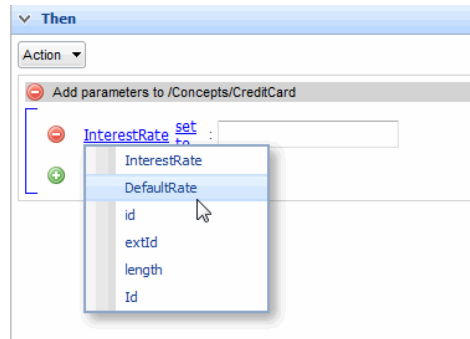 Then
Action
Add parameters to /Concepts/CreditCard
InterestRate set to :
InterestRate
DefaultRate
id
extId
length
Id